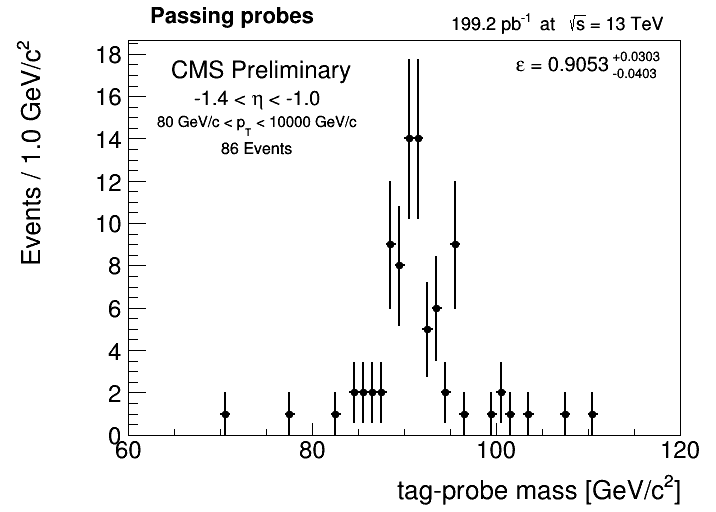 Passing probes
199.2 pb⁻¹ at √s = 13 TeV
CMS Preliminary
-1.4 < η < -1.0
80 GeV/c < p_T < 10000 GeV/c
86 Events
ε = 0.9053 +0.0303 -0.0403
Events / 1.0 GeV/c²
18
16
14
12
10
8
6
4
2
0
60 80 100 120
tag-probe mass [GeV/c²]